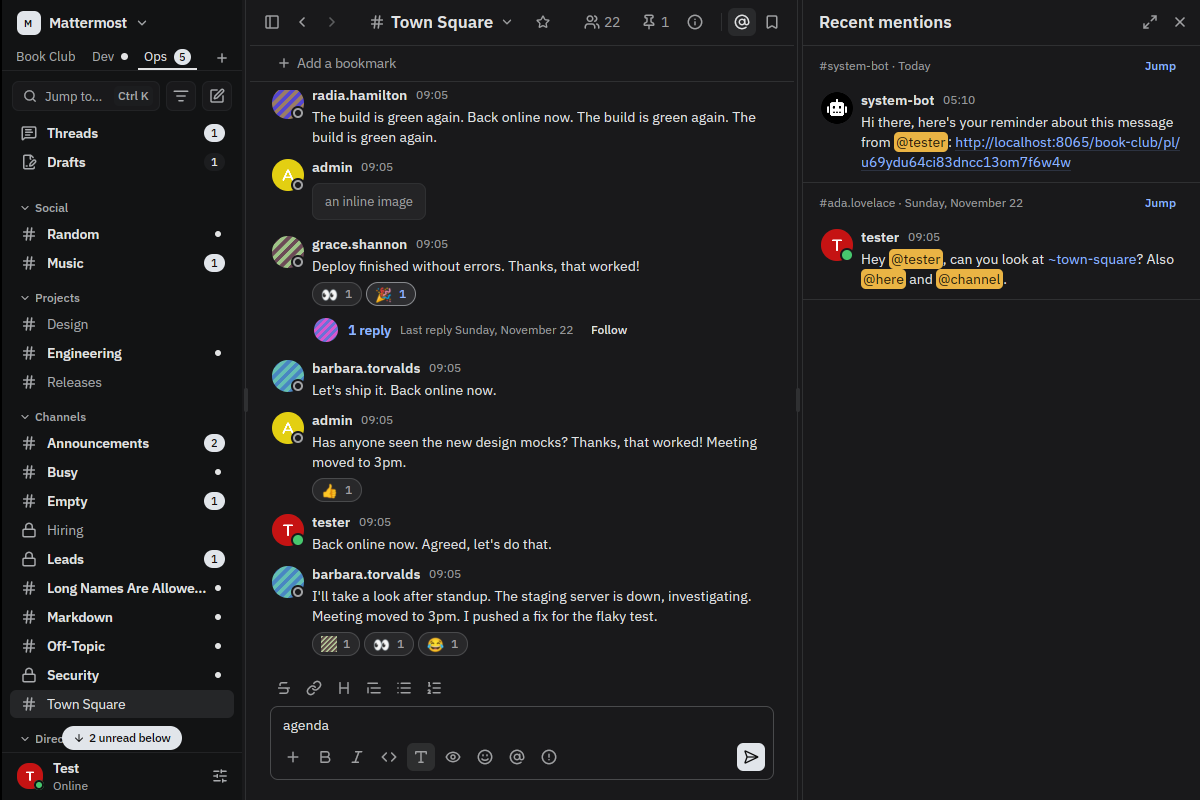 M Mattermost
Book Club Dev Ops 5
Jump to... Ctrl K
Threads 1
Drafts 1
Social
Random
Music 1
Projects
Design
Engineering
Releases
Channels
Announcements 2
Busy
Empty 1
Hiring
Leads 1
Long Names Are Allowe...
Markdown
Off-Topic
Security
Town Square
2 unread below
T Test
Online
Town Square 22 1
Add a bookmark
radia.hamilton 09:05
The build is green again. Back online now. The build is green again. The
build is green again.
A admin 09:05
an inline image
grace.shannon 09:05
Deploy finished without errors. Thanks, that worked!
1 1
1 reply Last reply Sunday, November 22 Follow
barbara.torvalds 09:05
Let's ship it. Back online now.
A admin 09:05
Has anyone seen the new design mocks? Thanks, that worked! Meeting
moved to 3pm.
1
T tester 09:05
Back online now. Agreed, let's do that.
barbara.torvalds 09:05
I'll take a look after standup. The staging server is down, investigating.
Meeting moved to 3pm. I pushed a fix for the flaky test.
1 1 1
agenda
Recent mentions
#system-bot · Today Jump
system-bot 05:10
Hi there, here's your reminder about this message
from @tester: http://localhost:8065/book-club/pl/
u69ydu64ci83dncc13om7f6w4w
#ada.lovelace · Sunday, November 22 Jump
T tester 09:05
Hey @tester, can you look at ~town-square? Also
@here and @channel.